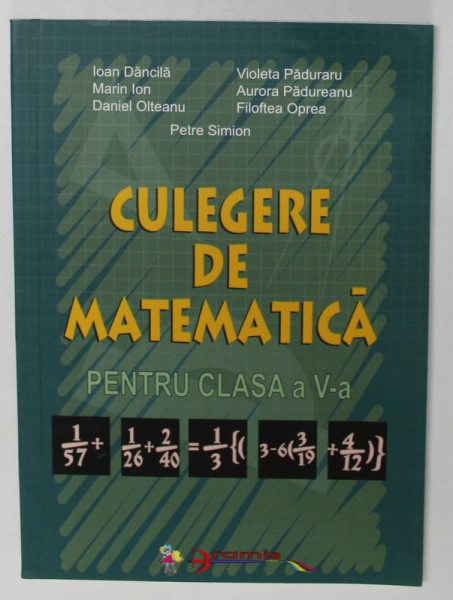 Ioan Dăncilă
Marin Ion
Daniel Olteanu
Violeta Păduraru
Aurora Pădureanu
Filoftea Oprea
Petre Simion
CULEGERE
DE
MATEMATICĂ
PENTRU CLASA a V-a
1/57 + 1/26 + 2/40 = 1/3 {( 3-6( 3/19 + 4/12 )}
Aramis